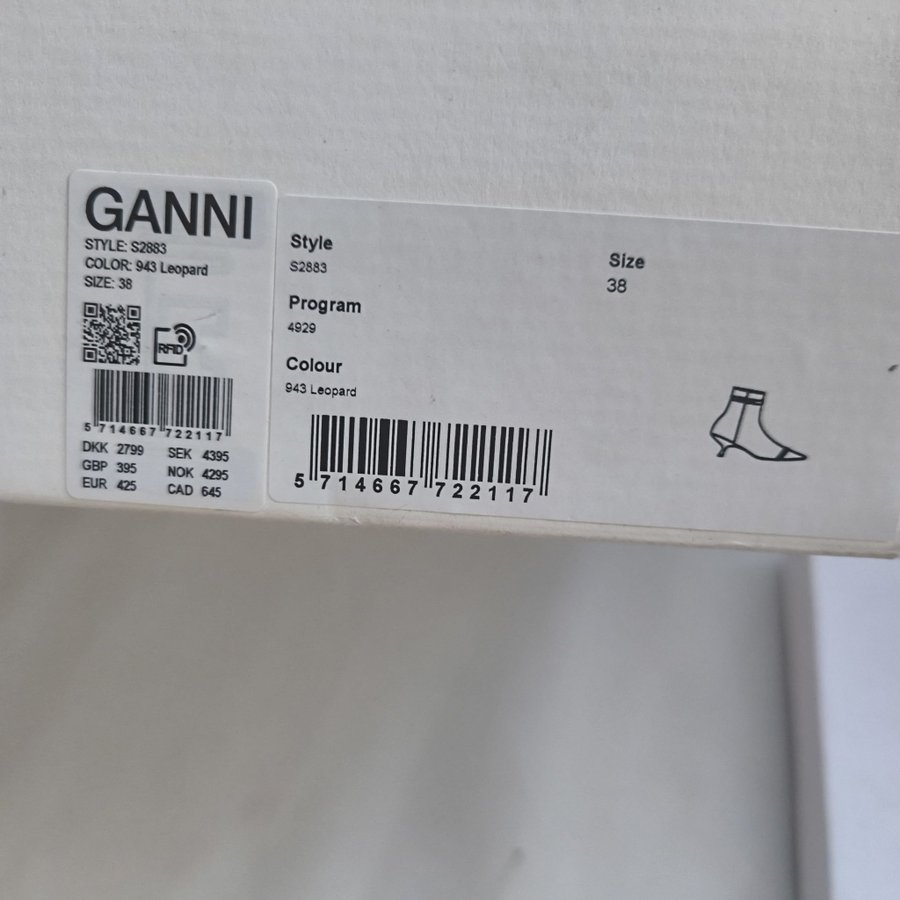 GANNI
STYLE: S2883
COLOR: 943 Leopard
SIZE: 38
RFID
5 714667 722117
DKK 2799 SEK 4395
GBP 395 NOK 4295
EUR 425 CAD 645
Style
S2883
Program
4929
Colour
943 Leopard
5 714667 722117
Size
38